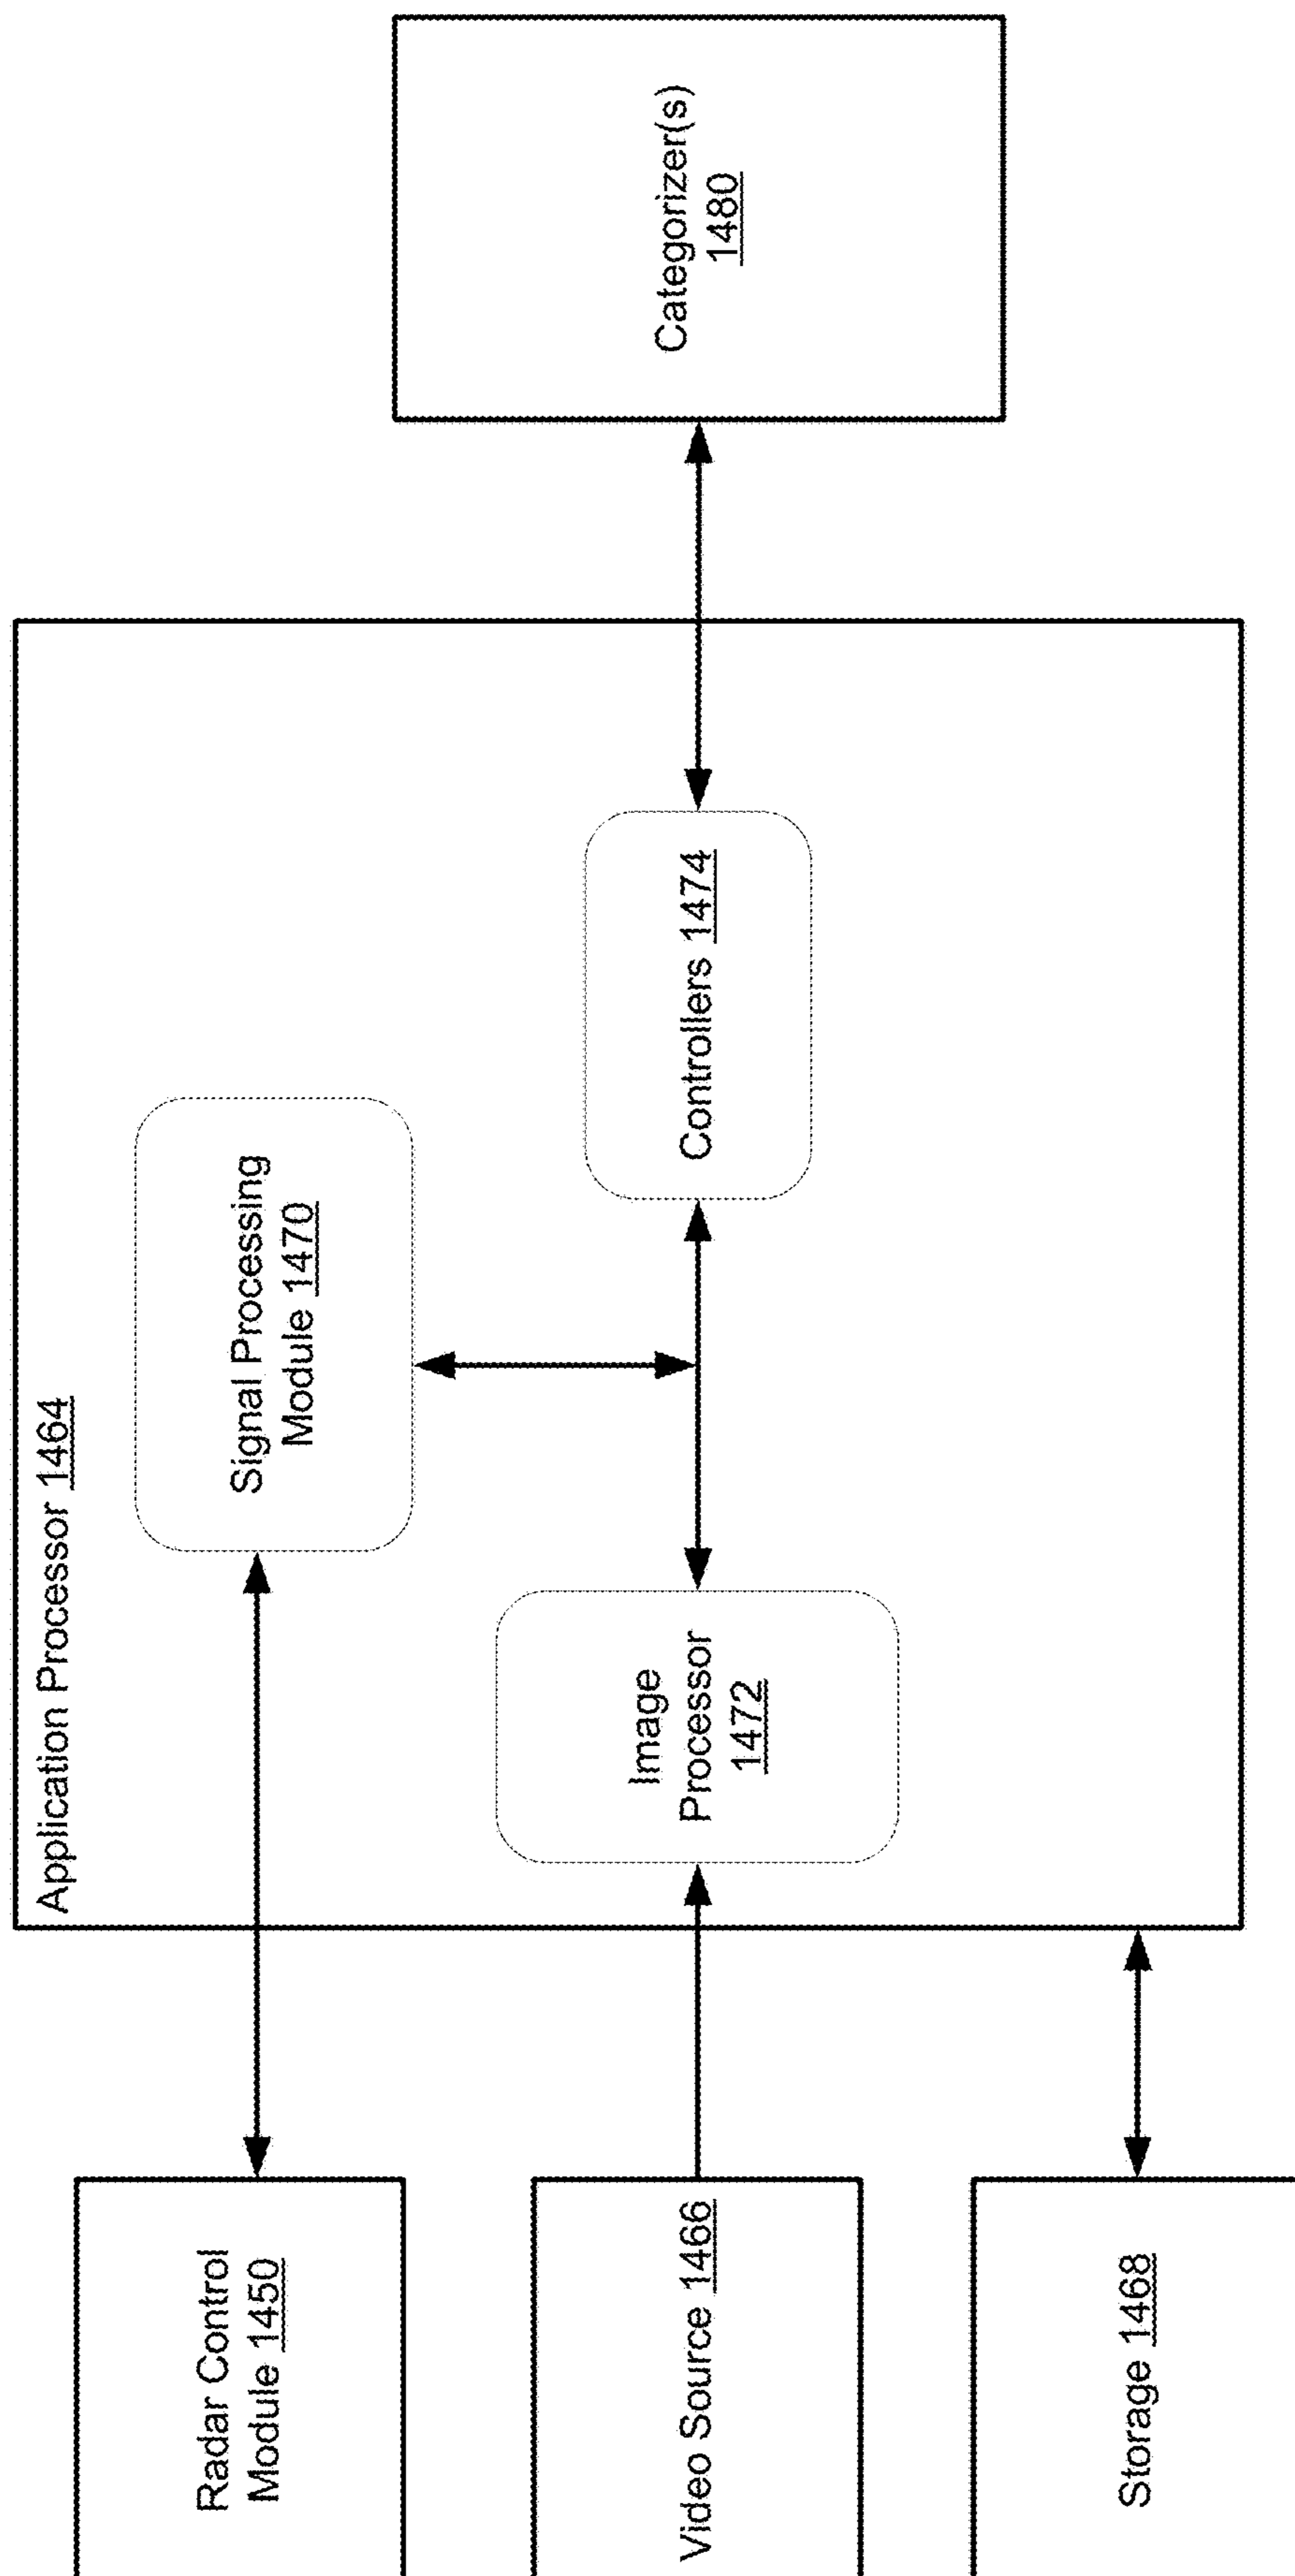 Radar Control
Module 1450
Video Source 1466
Storage 1468
Application Processor 1464
Signal Processing
Module 1470
Image
Processor
1472
Controllers 1474
Categorizer(s)
1480